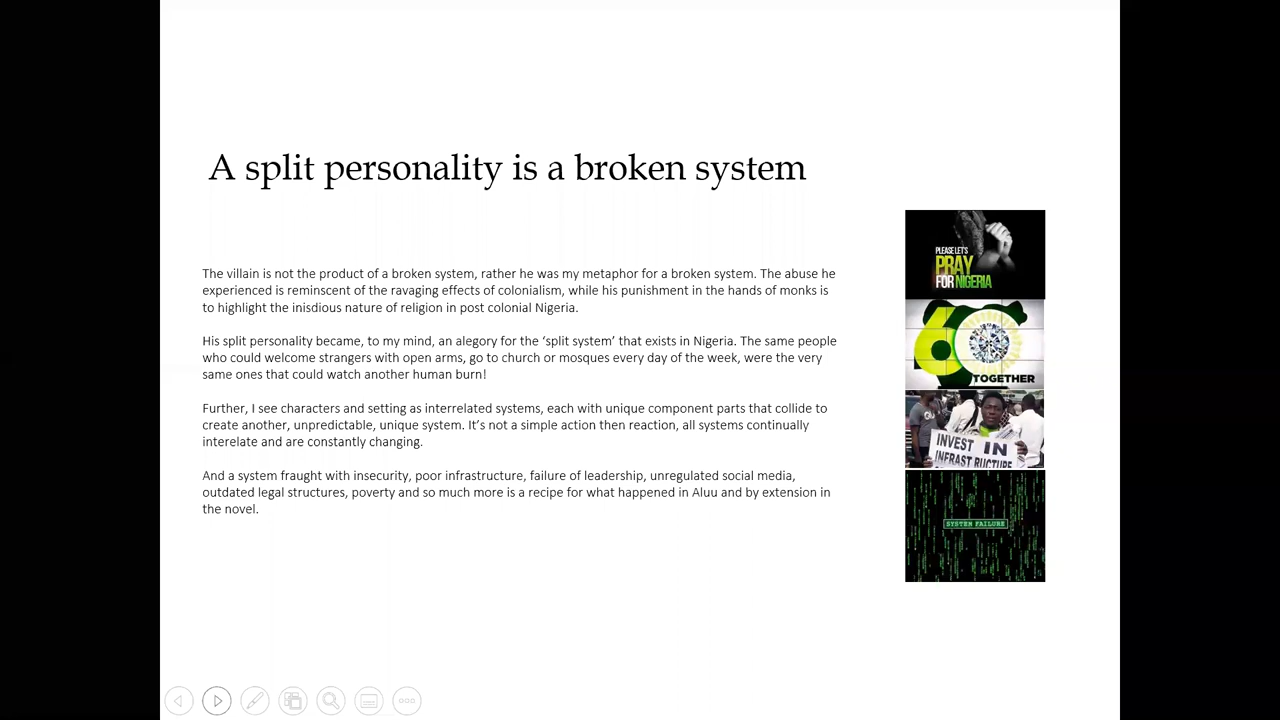 A split personality is a broken system
The villain is not the product of a broken system, rather he was my metaphor for a broken system. The abuse he
experienced is reminscent of the ravaging effects of colonialism, while his punishment in the hands of monks is
to highlight the inisdious nature of religion in post colonial Nigeria.
His split personality became, to my mind, an alegory for the ‘split system’ that exists in Nigeria. The same people
who could welcome strangers with open arms, go to church or mosques every day of the week, were the very
same ones that could watch another human burn!
Further, I see characters and setting as interrelated systems, each with unique component parts that collide to
create another, unpredictable, unique system. It’s not a simple action then reaction, all systems continually
interelate and are constantly changing.
And a system fraught with insecurity, poor infrastructure, failure of leadership, unregulated social media,
outdated legal structures, poverty and so much more is a recipe for what happened in Aluu and by extension in
the novel.
PLEASE LET'S
PRAY
FOR NIGERIA
60
TOGETHER
INVEST IN
INFRASTRUCTURE
SYSTEM FAILURE